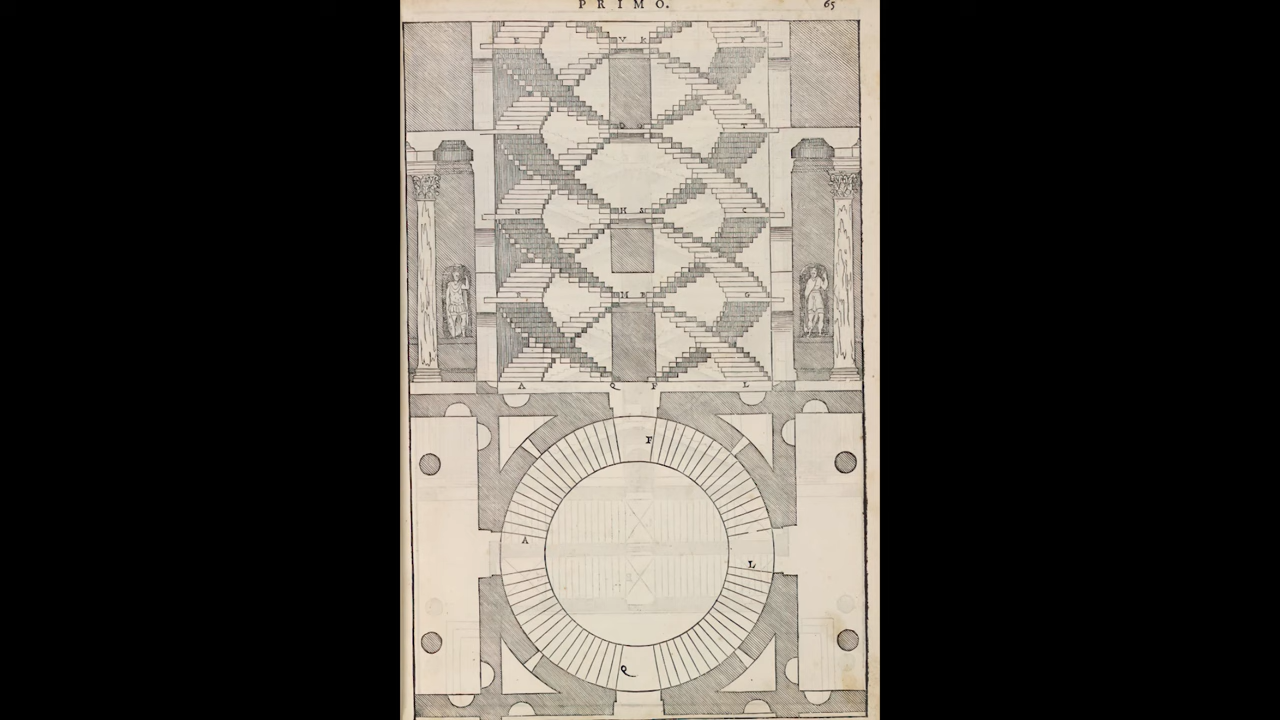 PRIMO. 65
E V K P
I D O T
G H S C
R M B G
A Q F L
F
A
L
Q